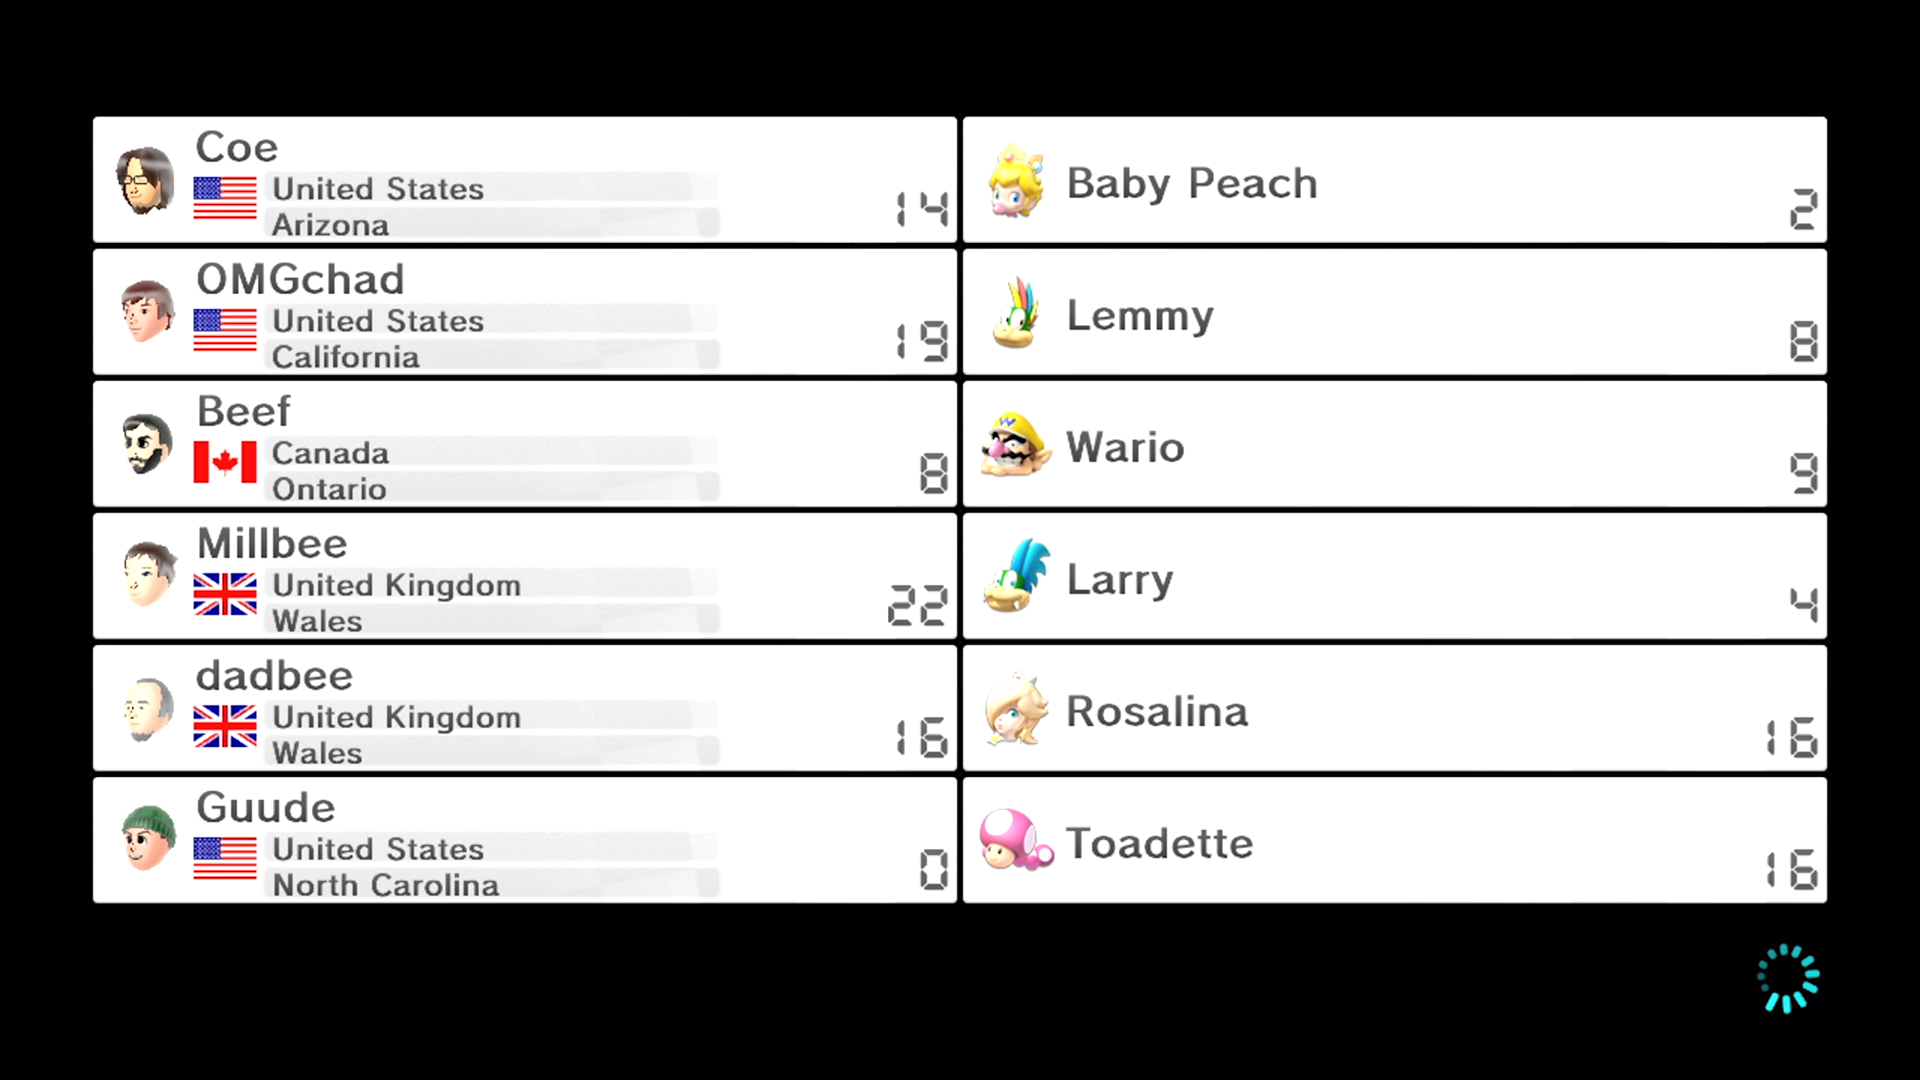 Coe
United States
Arizona
14
Baby Peach
2
OMGchad
United States
California
19
Lemmy
8
Beef
Canada
Ontario
8
Wario
9
Millbee
United Kingdom
Wales
22
Larry
4
dadbee
United Kingdom
Wales
16
Rosalina
16
Guude
United States
North Carolina
0
Toadette
16